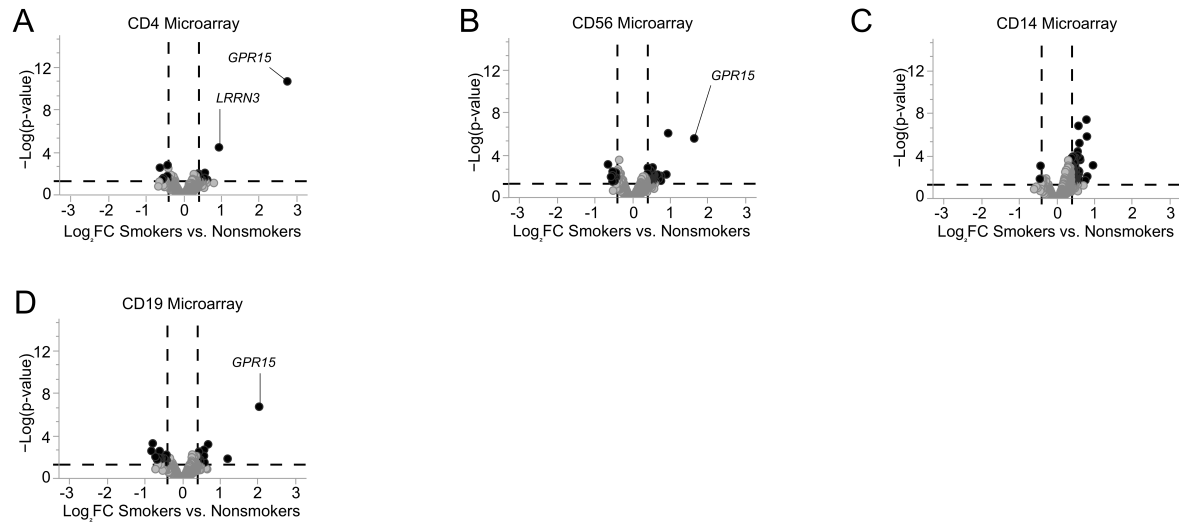 A
CD4 Microarray
GPR15
LRRN3
−Log(p-value)
12
8
4
0
-3 -2 -1 0 1 2 3
Log₂FC Smokers vs. Nonsmokers
B
CD56 Microarray
GPR15
−Log(p-value)
12
8
4
0
-3 -2 -1 0 1 2 3
Log₂FC Smokers vs. Nonsmokers
C
CD14 Microarray
−Log(p-value)
12
8
4
0
-3 -2 -1 0 1 2 3
Log₂FC Smokers vs. Nonsmokers
D
CD19 Microarray
GPR15
−Log(p-value)
12
8
4
0
-3 -2 -1 0 1 2 3
Log₂FC Smokers vs. Nonsmokers